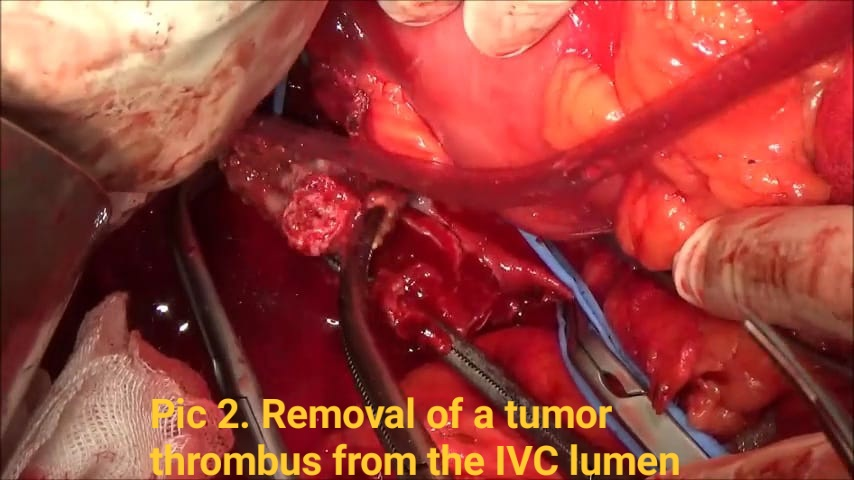 Pic 2. Removal of a tumor
thrombus from the IVC lumen